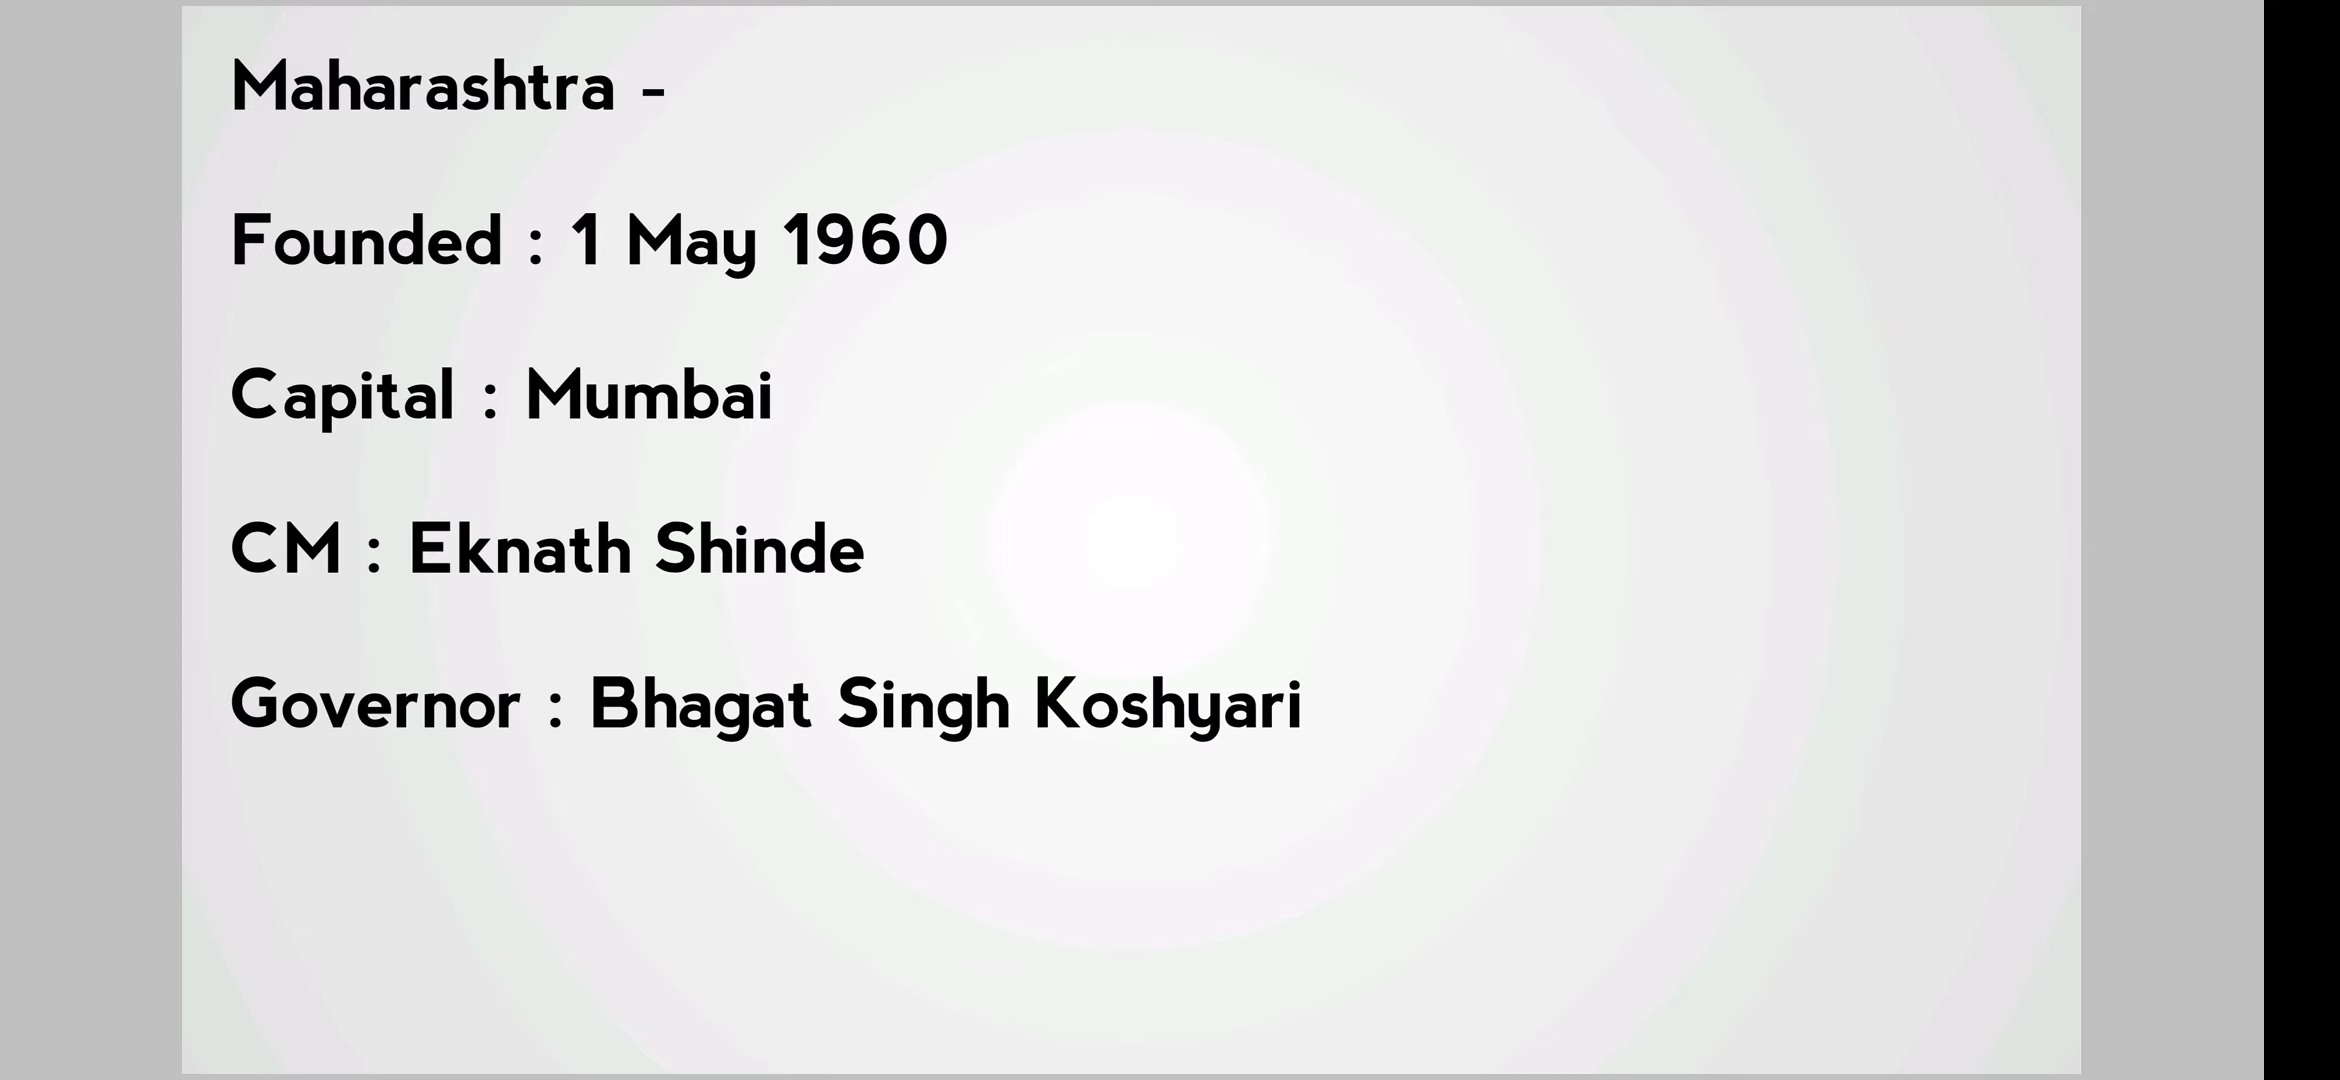 Maharashtra -
Founded : 1 May 1960
Capital : Mumbai
CM : Eknath Shinde
Governor : Bhagat Singh Koshyari